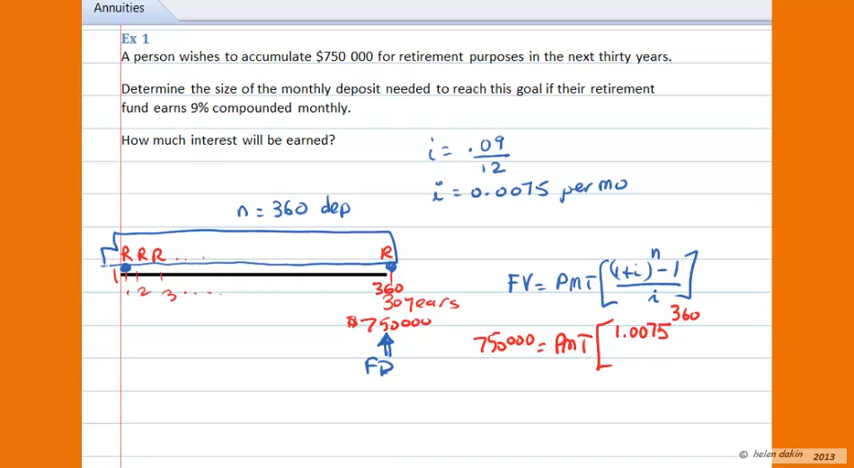 Annuities
Ex 1
A person wishes to accumulate $750 000 for retirement purposes in the next thirty years.
Determine the size of the monthly deposit needed to reach this goal if their retirement
fund earns 9% compounded monthly.
How much interest will be earned?
i = .09
12
i = 0.0075 per mo
n = 360 dep
R R R .... R
1 2 3 .... 360
30 years
$750000
FD
FV = PMT[(1+i)^n - 1
i]
750000 = PMT[1.0075^360
© helen dakin 2013